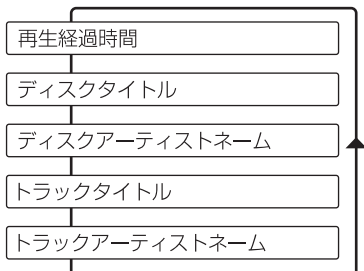 再生経過時間
ディスクタイトル
ディスクアーティストネーム
トラックタイトル
トラックアーティストネーム